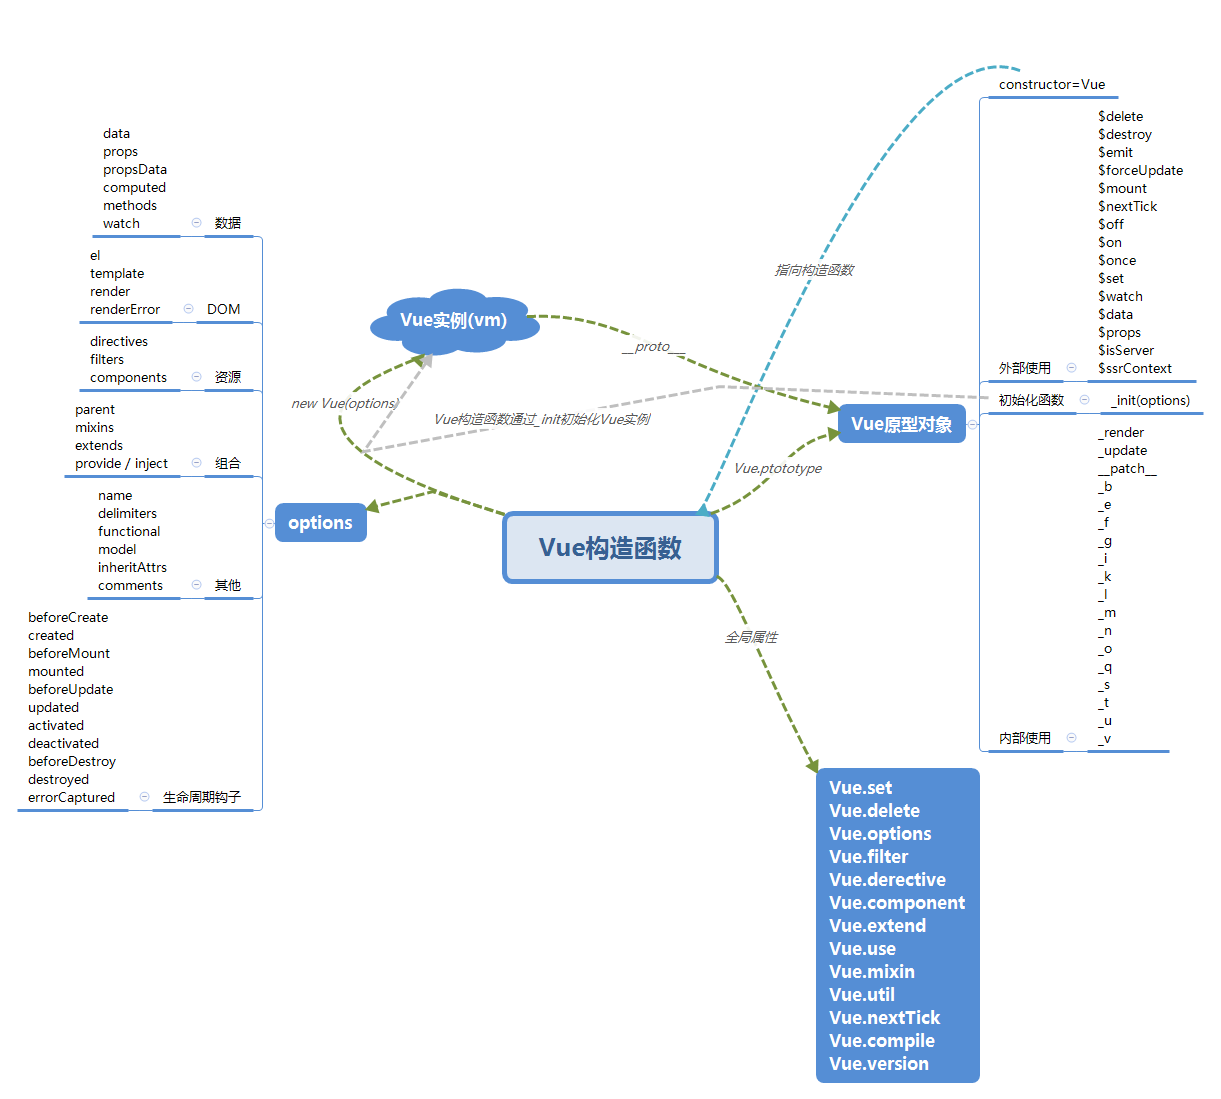 data
props
propsData
computed
methods
watch
数据
el
template
render
renderError
DOM
directives
filters
components
资源
parent
mixins
extends
provide / inject
组合
name
delimiters
functional
model
inheritAttrs
comments
其他
beforeCreate
created
beforeMount
mounted
beforeUpdate
updated
activated
deactivated
beforeDestroy
destroyed
errorCaptured
生命周期钩子
options
Vue实例(vm)
new Vue(options
__proto__
Vue构造函数通过_init初始化Vue实例
指向构造函数
Vue.ptototype
Vue构造函数
全局属性
Vue原型对象
constructor=Vue
$delete
$destroy
$emit
$forceUpdate
$mount
$nextTick
$off
$on
$once
$set
$watch
$data
$props
$isServer
$ssrContext
外部使用
初始化函数
_init(options)
_render
_update
__patch__
_b
_e
_f
_g
_i
_k
_l
_m
_n
_o
_q
_s
_t
_u
_v
内部使用
Vue.set
Vue.delete
Vue.options
Vue.filter
Vue.derective
Vue.component
Vue.extend
Vue.use
Vue.mixin
Vue.util
Vue.nextTick
Vue.compile
Vue.version